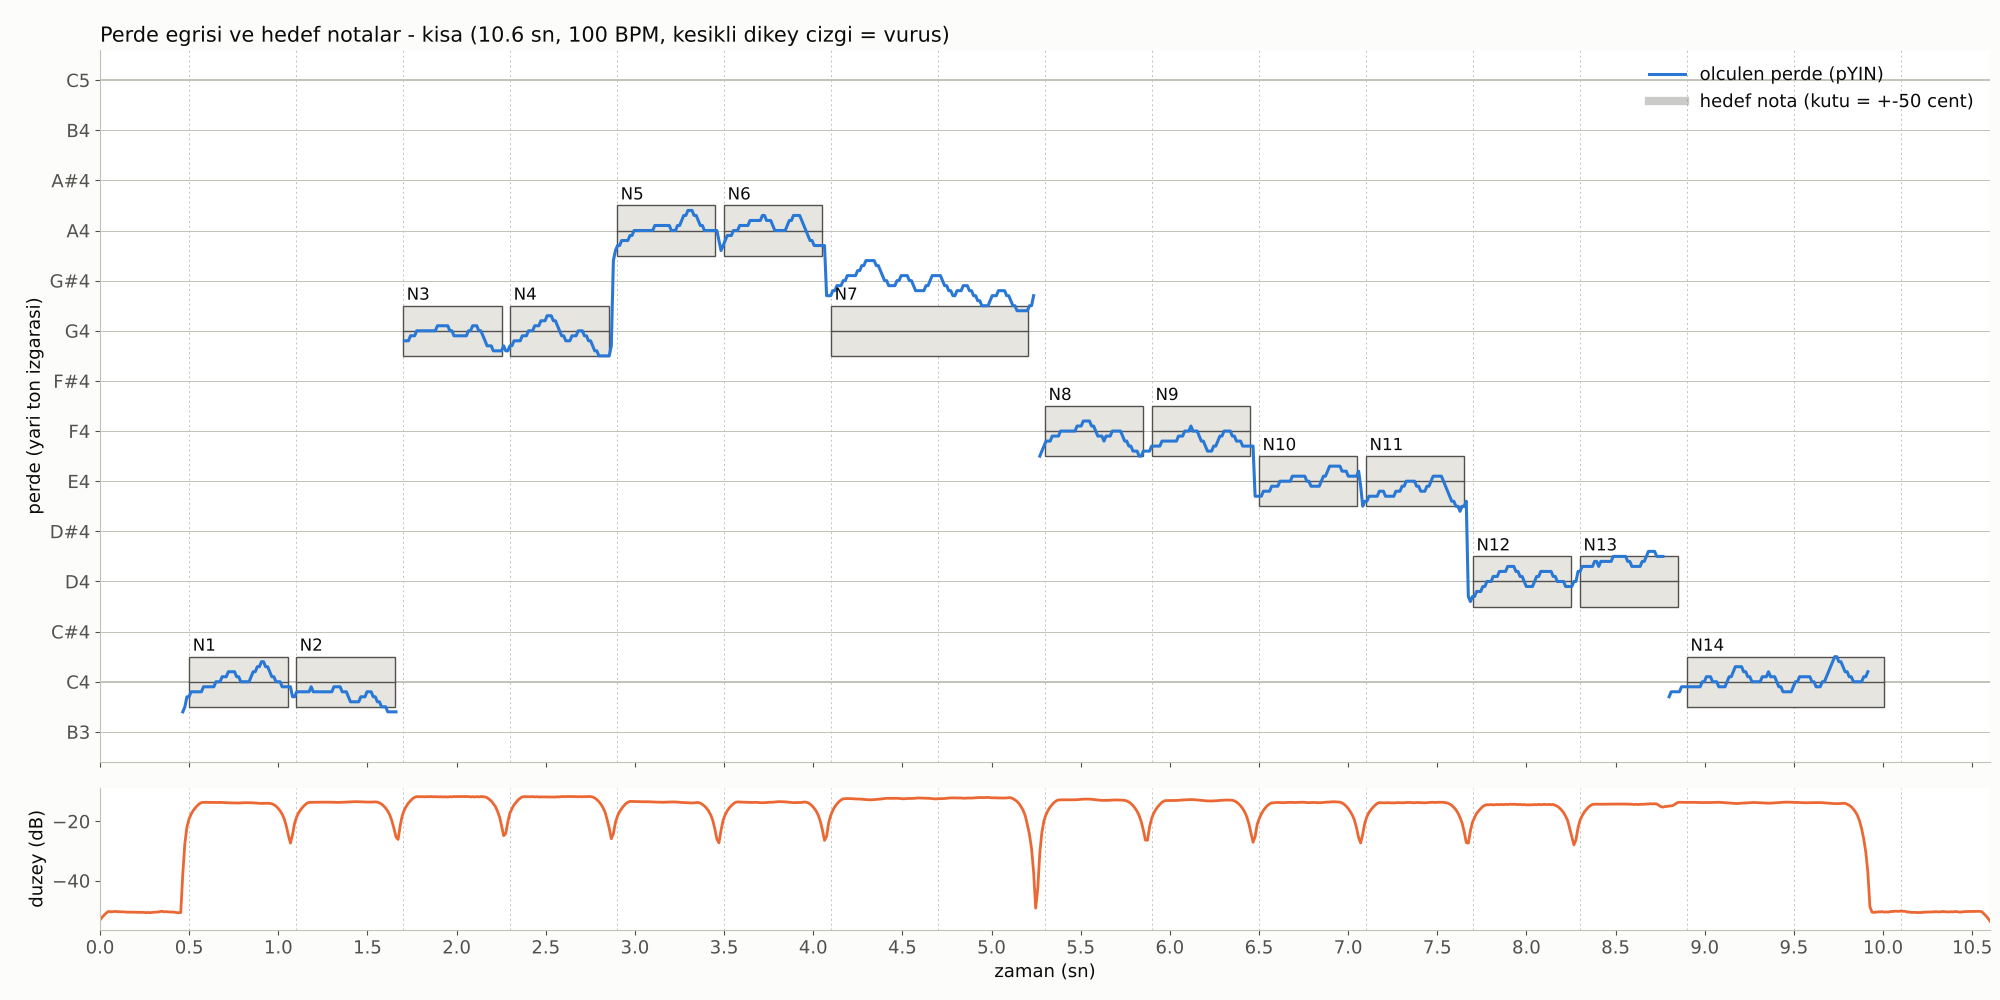 Perde egrisi ve hedef notalar - kisa (10.6 sn, 100 BPM, kesikli dikey cizgi = vurus)
olculen perde (pYIN)
hedef nota (kutu = +-50 cent)
perde (yari ton izgarasi)
C5
B4
A#4
A4
G#4
G4
F#4
F4
E4
D#4
D4
C#4
C4
B3
N1
N2
N3
N4
N5
N6
N7
N8
N9
N10
N11
N12
N13
N14
duzey (dB)
−20
−40
0.0 0.5 1.0 1.5 2.0 2.5 3.0 3.5 4.0 4.5 5.0 5.5 6.0 6.5 7.0 7.5 8.0 8.5 9.0 9.5 10.0 10.5
zaman (sn)